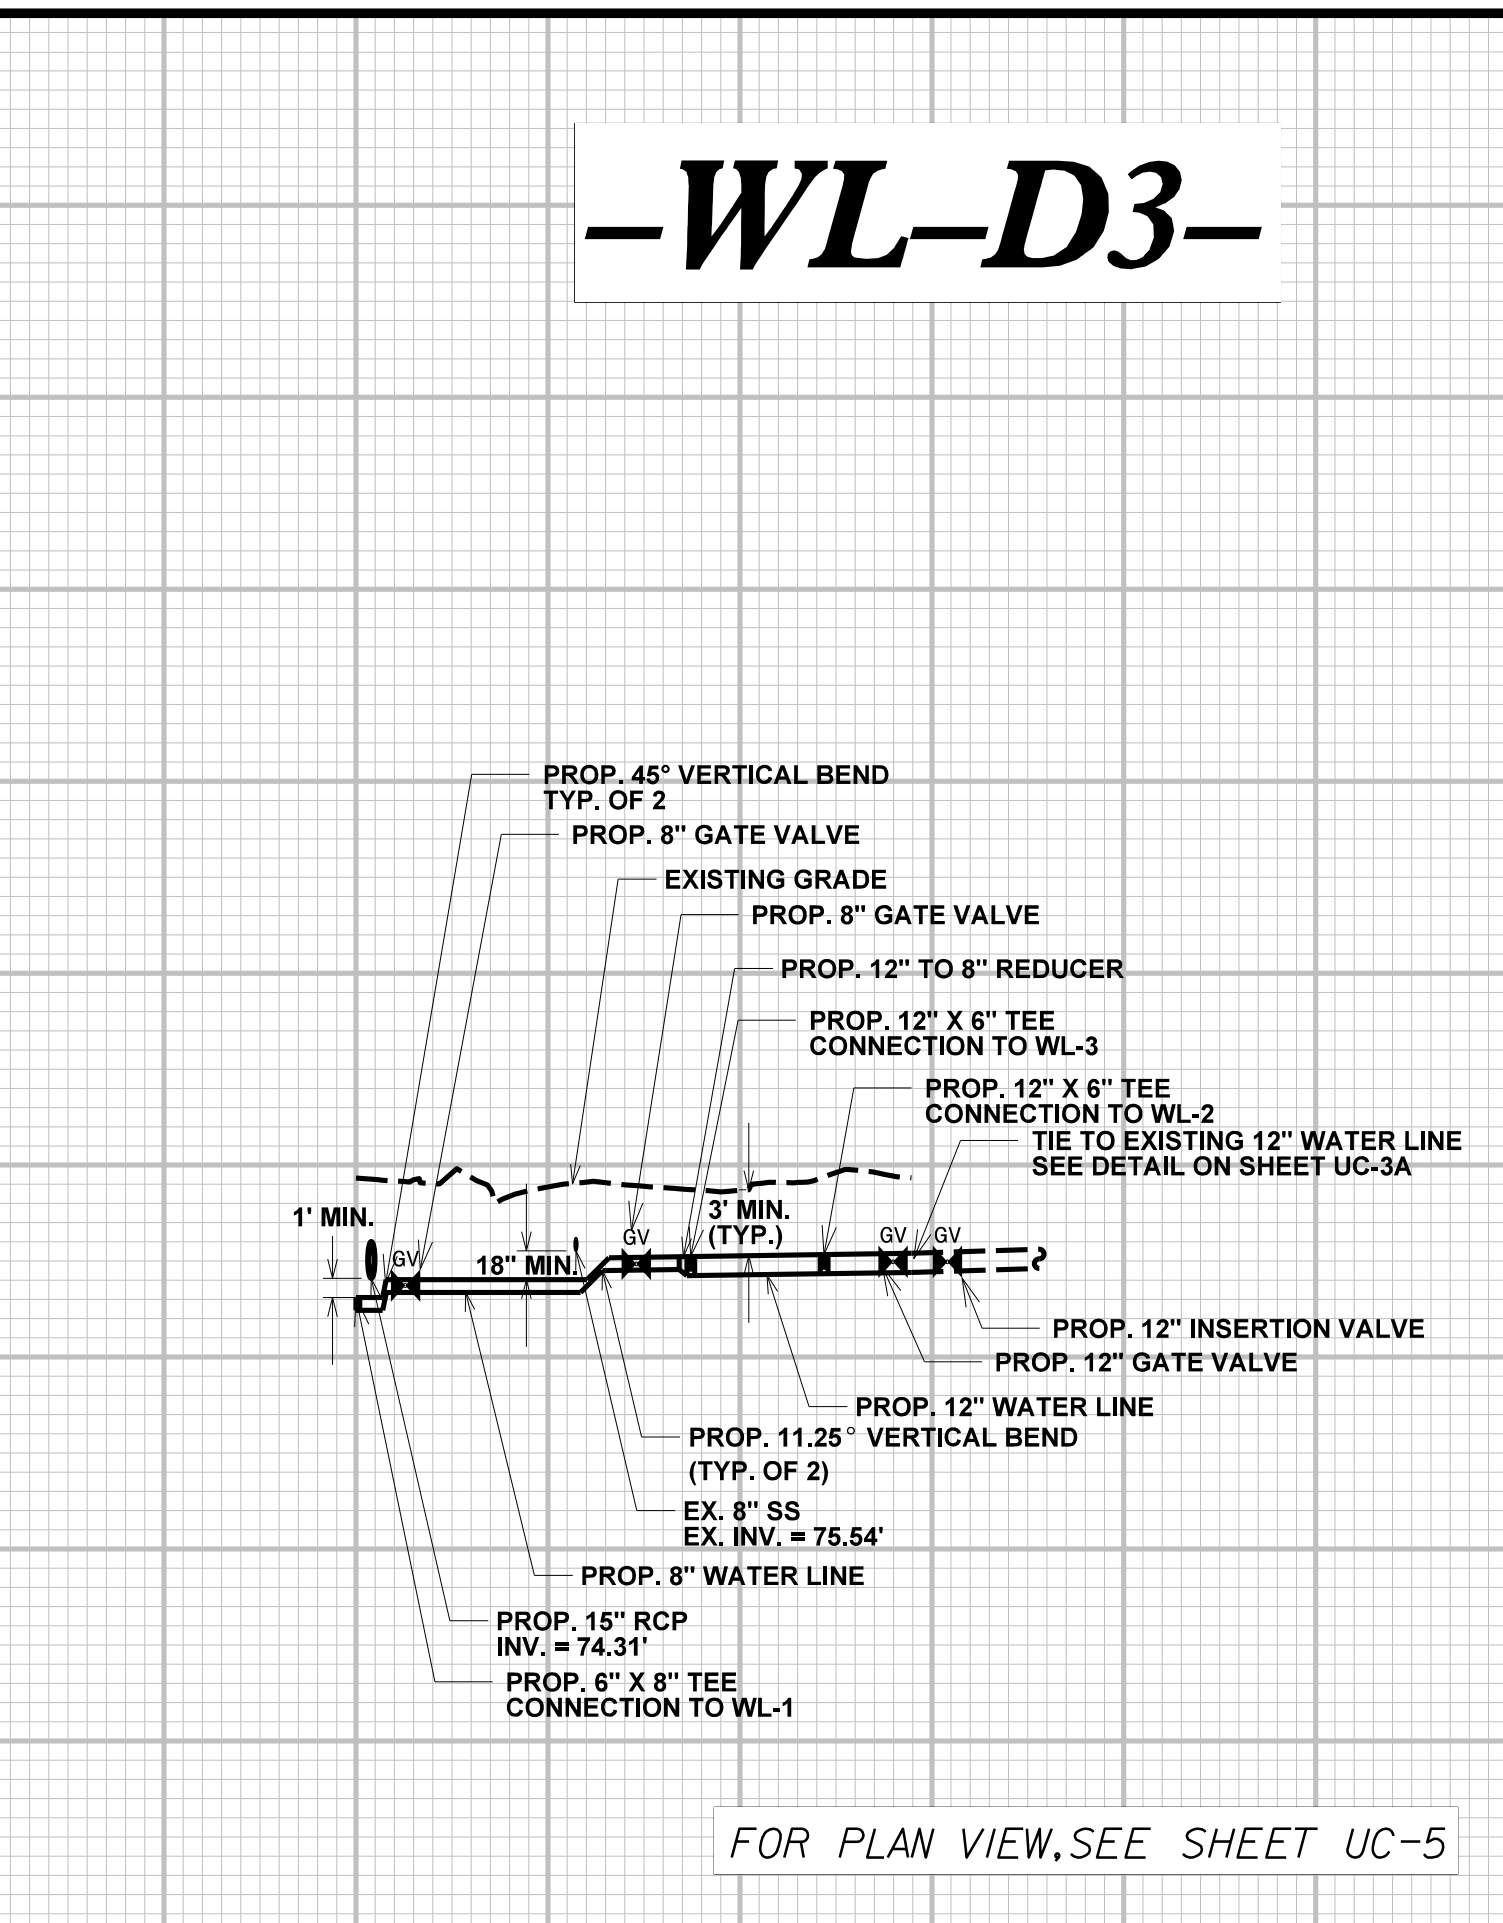 -WL-D3-
PROP. 45° VERTICAL BEND
TYP. OF 2
PROP. 8" GATE VALVE
EXISTING GRADE
PROP. 8" GATE VALVE
PROP. 12" TO 8" REDUCER
PROP. 12" X 6" TEE
CONNECTION TO WL-3
PROP. 12" X 6" TEE
CONNECTION TO WL-2
TIE TO EXISTING 12" WATER LINE
SEE DETAIL ON SHEET UC-3A
1' MIN.
3' MIN.
(TYP.)
GV
GV
GV
GV
18" MIN.
PROP. 12" INSERTION VALVE
PROP. 12" GATE VALVE
PROP. 12" WATER LINE
PROP. 11.25° VERTICAL BEND
(TYP. OF 2)
EX. 8" SS
EX. INV. = 75.54'
PROP. 8" WATER LINE
PROP. 15" RCP
INV. = 74.31'
PROP. 6" X 8" TEE
CONNECTION TO WL-1
FOR PLAN VIEW, SEE SHEET UC-5